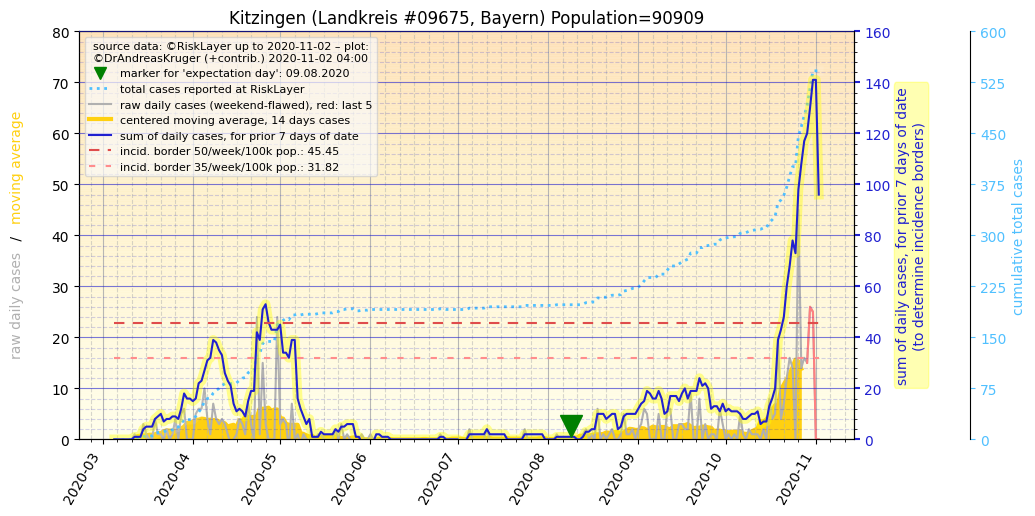 Kitzingen (Landkreis #09675, Bayern) Population=90909
source data: ©RiskLayer up to 2020-11-02 – plot:
©DrAndreasKruger (+contrib.) 2020-11-02 04:00
marker for 'expectation day': 09.08.2020
total cases reported at RiskLayer
raw daily cases (weekend-flawed), red: last 5
centered moving average, 14 days cases
sum of daily cases, for prior 7 days of date
incid. border 50/week/100k pop.: 45.45
incid. border 35/week/100k pop.: 31.82
raw daily cases / moving average
80
70
60
50
40
30
20
10
0
2020-03
2020-04
2020-05
2020-06
2020-07
2020-08
2020-09
2020-10
2020-11
160
140
120
100
80
60
40
20
0
sum of daily cases, for prior 7 days of date
(to determine incidence borders)
600
525
450
375
300
225
150
75
0
cumulative total cases